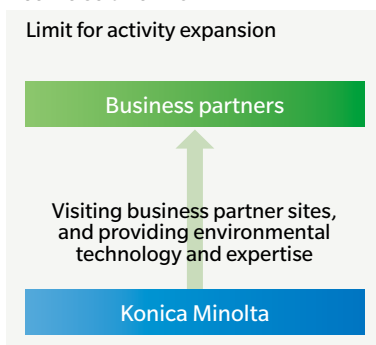 Limit for activity expansion
Business partners
Visiting business partner sites,
and providing environmental
technology and expertise
Konica Minolta